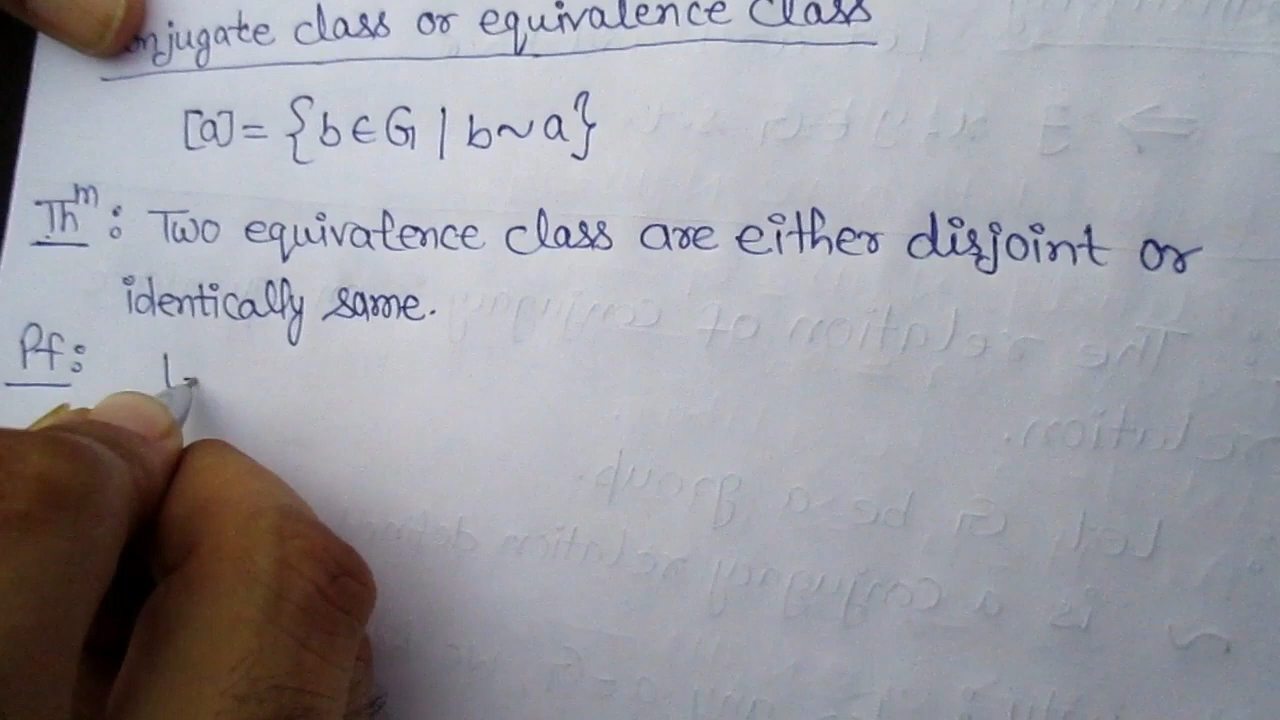 njugate class or equivalence class
[a] = {b ∈ G | b ~ a}
Th^m : Two equivalence class are either disjoint or
identically same.
Pf :